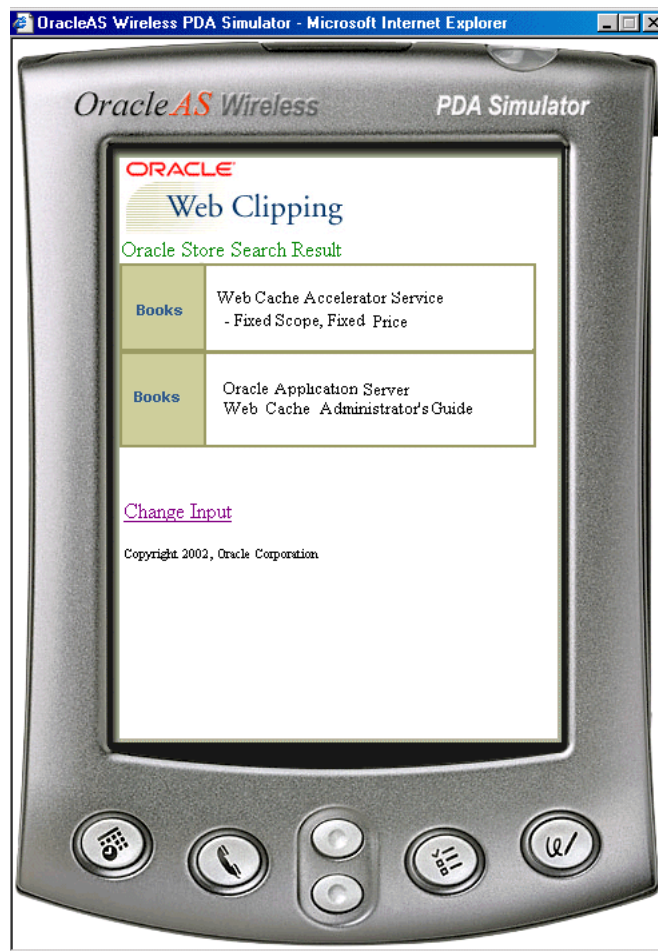 OracleAS Wireless PDA Simulator - Microsoft Internet Explorer
Oracle AS Wireless PDA Simulator
ORACLE
Web Clipping
Oracle Store Search Result
Books Web Cache Accelerator Service
- Fixed Scope, Fixed Price
Books Oracle Application Server
Web Cache Administrator's Guide
Change Input
Copyright 2002, Oracle Corporation